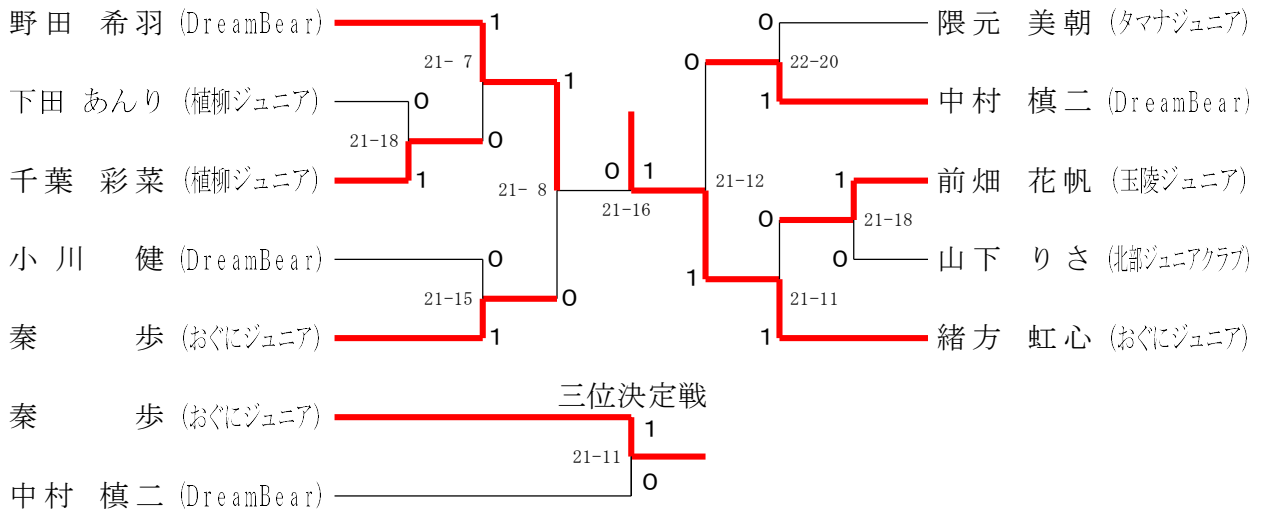 野田 希羽 (DreamBear) 1 0 隈元 美朝 (タマナジュニア)
21- 7 1 0 22-20
下田 あんり (植柳ジュニア) 0 1 中村 槙二 (DreamBear)
21-18 0
千葉 彩菜 (植柳ジュニア) 1 21- 8 0 1 21-12 1 前畑 花帆 (玉陵ジュニア)
21-16 0 21-18
小川 健 (DreamBear) 0 1 0 山下 りさ (北部ジュニアクラブ)
21-15 0 21-11
秦 歩 (おぐにジュニア) 1 1 緒方 虹心 (おぐにジュニア)
三位決定戦
秦 歩 (おぐにジュニア) 1
21-11
中村 槙二 (DreamBear) 0